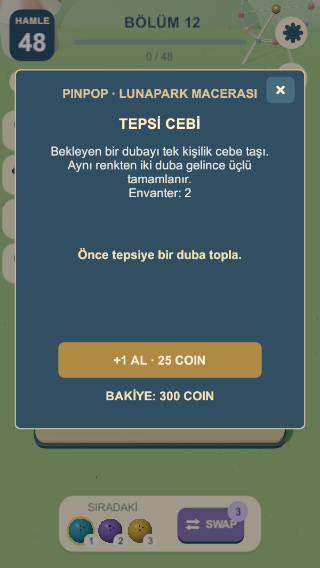 HAMLE
48
BÖLÜM 12
0 / 48
PINPOP · LUNAPARK MACERASI
×
TEPSİ CEBİ
Bekleyen bir dubayı tek kişilik cebe taşı.
Aynı renkten iki duba gelince üçlü
tamamlanır.
Envanter: 2
Önce tepsiye bir duba topla.
+1 AL · 25 COIN
BAKİYE: 300 COIN
SIRADAKİ
1
2
3
SWAP
3